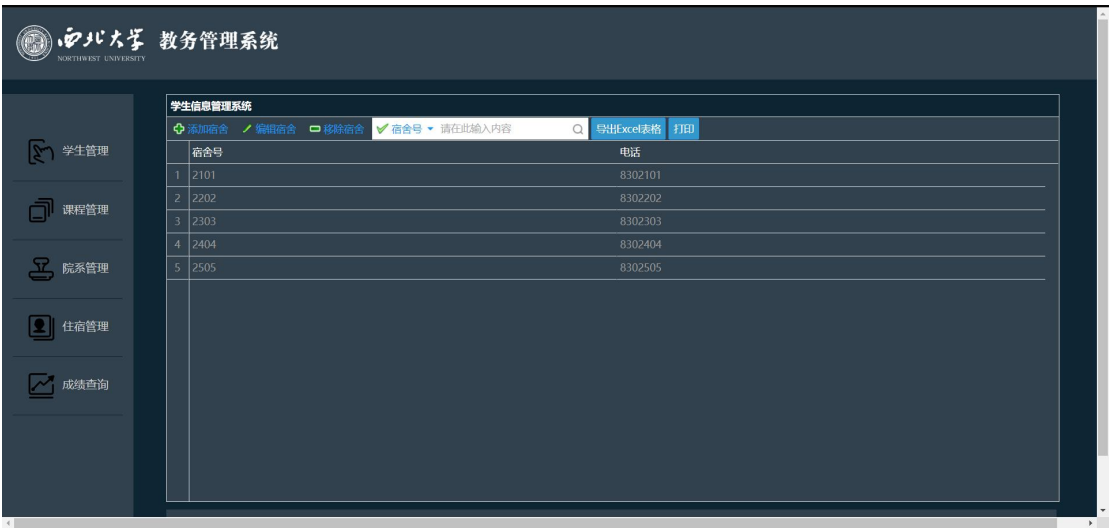 西北大学 教务管理系统
NORTHWEST UNIVERSITY
学生信息管理系统
添加宿舍 编辑宿舍 移除宿舍 宿舍号 请在此输入内容 导出Excel表格 打印
宿舍号 电话
1 2101 8302101
2 2202 8302202
3 2303 8302303
4 2404 8302404
5 2505 8302505
学生管理
课程管理
院系管理
住宿管理
成绩查询